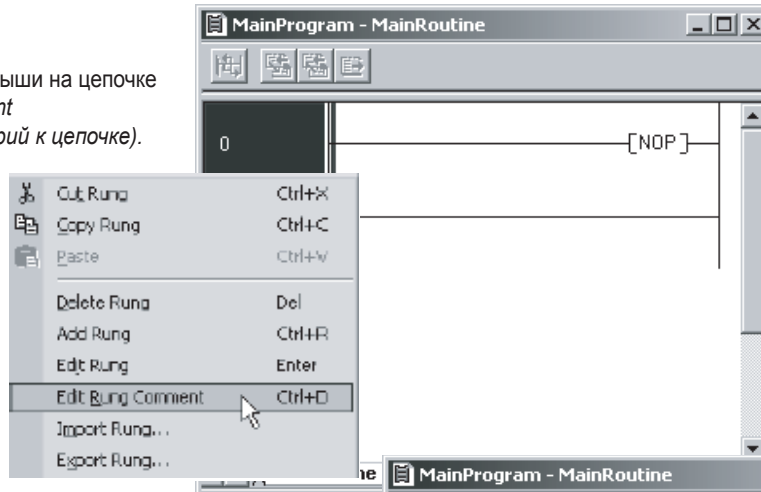 MainProgram - MainRoutine
ыши на цепочке
nt
рий к цепочке).
0
NOP
Cut Rung Ctrl+X
Copy Rung Ctrl+C
Paste Ctrl+V
Delete Rung Del
Add Rung Ctrl+R
Edit Rung Enter
Edit Rung Comment Ctrl+D
Import Rung...
Export Rung...
ne
MainProgram - MainRoutine